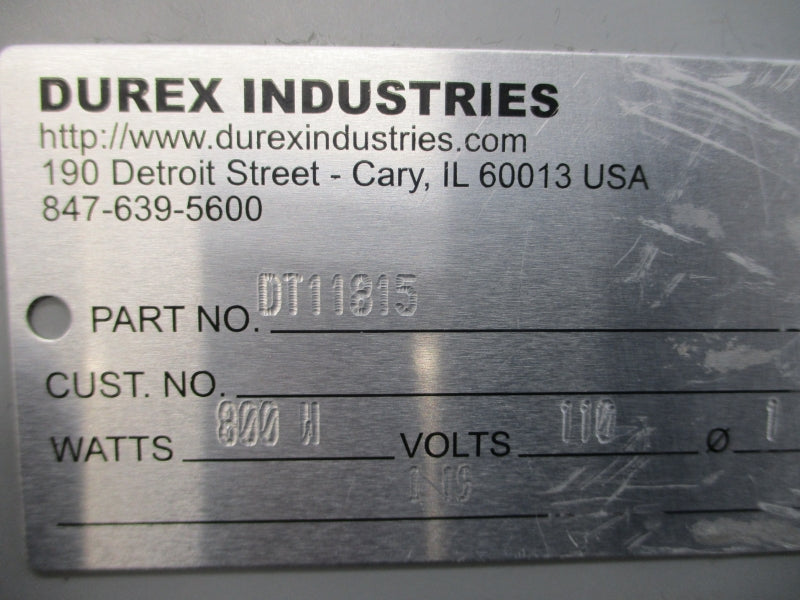 DUREX INDUSTRIES
http://www.durexindustries.com
190 Detroit Street - Cary, IL 60013 USA
847-639-5600
PART NO. DT11815
CUST. NO.
WATTS 800 W VOLTS 110 Ø 1